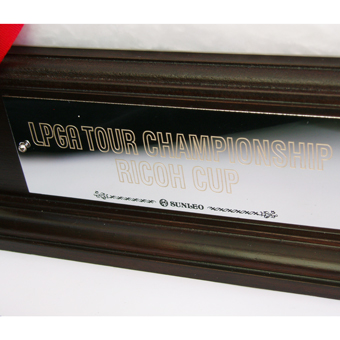 LPGA TOUR CHAMPIONSHIP
RICOH CUP
SUNLEO